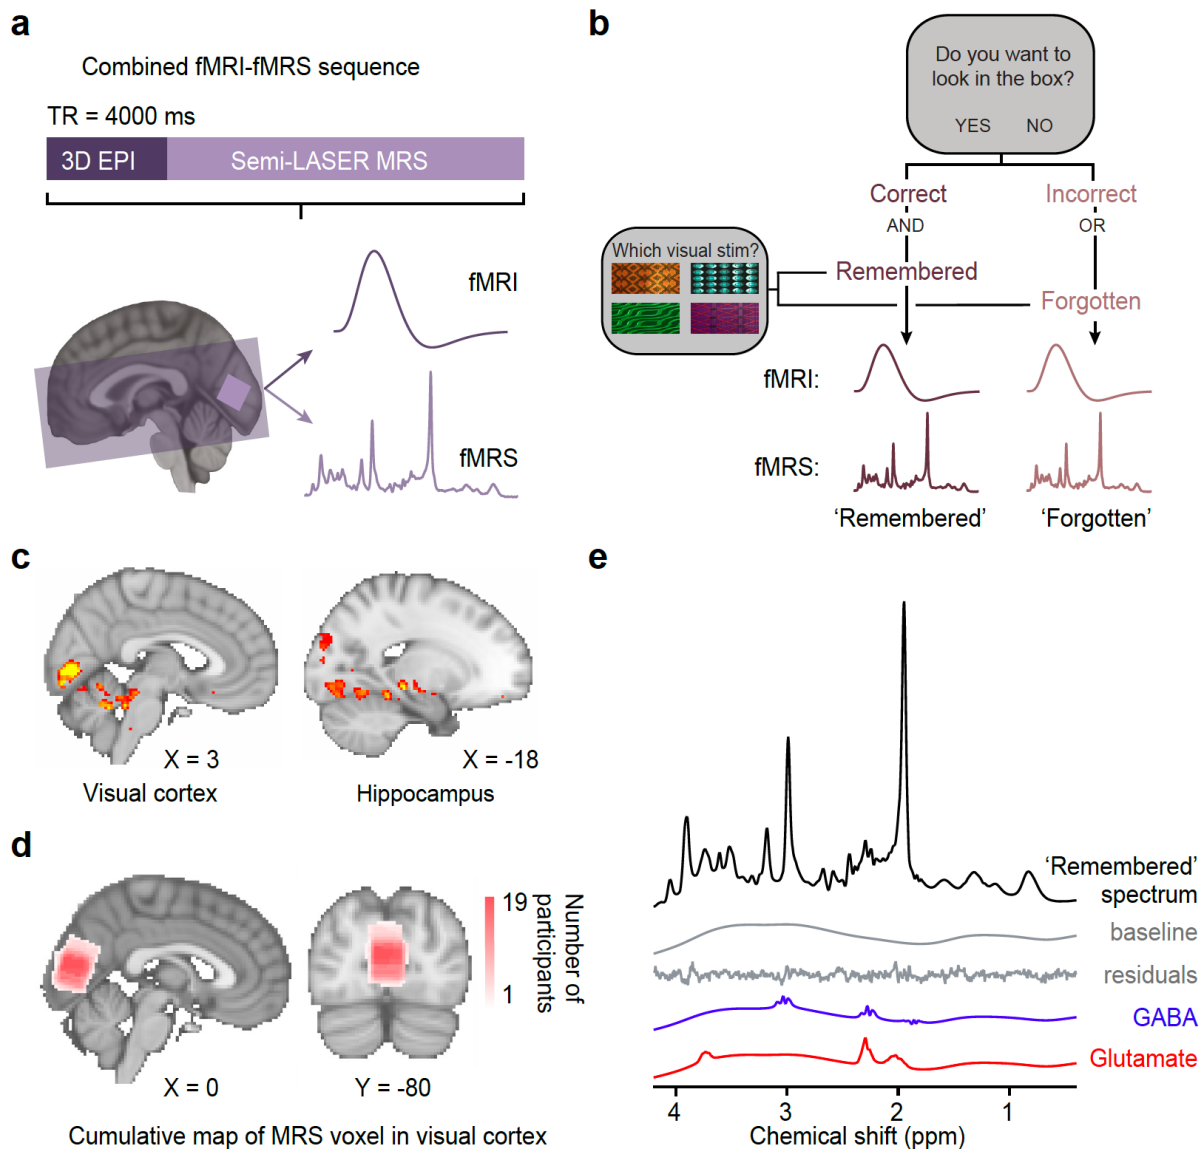 a
Combined fMRI-fMRS sequence
TR = 4000 ms
3D EPI
Semi-LASER MRS
fMRI
fMRS
b
Do you want to
look in the box?
YES NO
Correct
Incorrect
AND
OR
Which visual stim?
Remembered
Forgotten
fMRI:
fMRS:
‘Remembered’
‘Forgotten’
c
X = 3
X = -18
Visual cortex
Hippocampus
d
19
1
Number of
participants
X = 0
Y = -80
Cumulative map of MRS voxel in visual cortex
e
‘Remembered’
spectrum
baseline
residuals
GABA
Glutamate
4 3 2 1
Chemical shift (ppm)